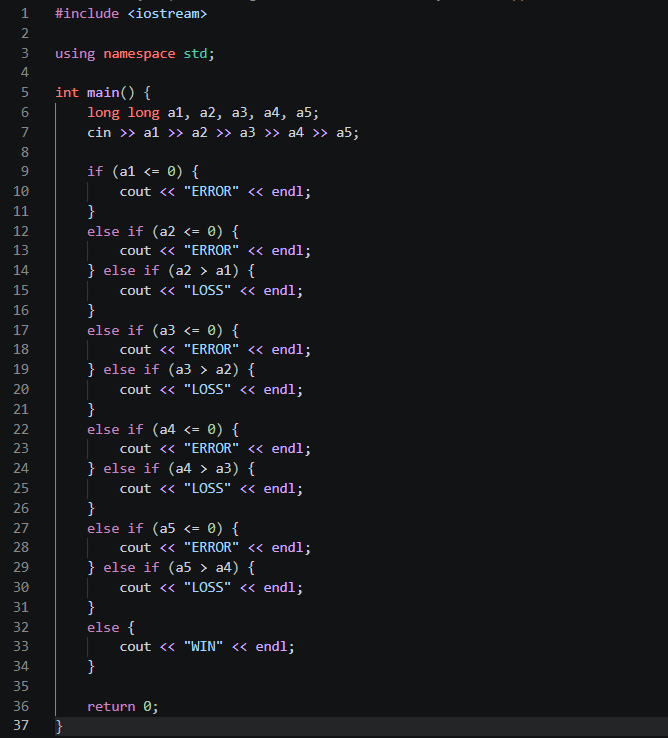 1 #include <iostream>
2
3 using namespace std;
4
5 int main() {
6     long long a1, a2, a3, a4, a5;
7     cin >> a1 >> a2 >> a3 >> a4 >> a5;
8
9     if (a1 <= 0) {
10         cout << "ERROR" << endl;
11     }
12     else if (a2 <= 0) {
13         cout << "ERROR" << endl;
14     } else if (a2 > a1) {
15         cout << "LOSS" << endl;
16     }
17     else if (a3 <= 0) {
18         cout << "ERROR" << endl;
19     } else if (a3 > a2) {
20         cout << "LOSS" << endl;
21     }
22     else if (a4 <= 0) {
23         cout << "ERROR" << endl;
24     } else if (a4 > a3) {
25         cout << "LOSS" << endl;
26     }
27     else if (a5 <= 0) {
28         cout << "ERROR" << endl;
29     } else if (a5 > a4) {
30         cout << "LOSS" << endl;
31     }
32     else {
33         cout << "WIN" << endl;
34     }
35
36     return 0;
37 }